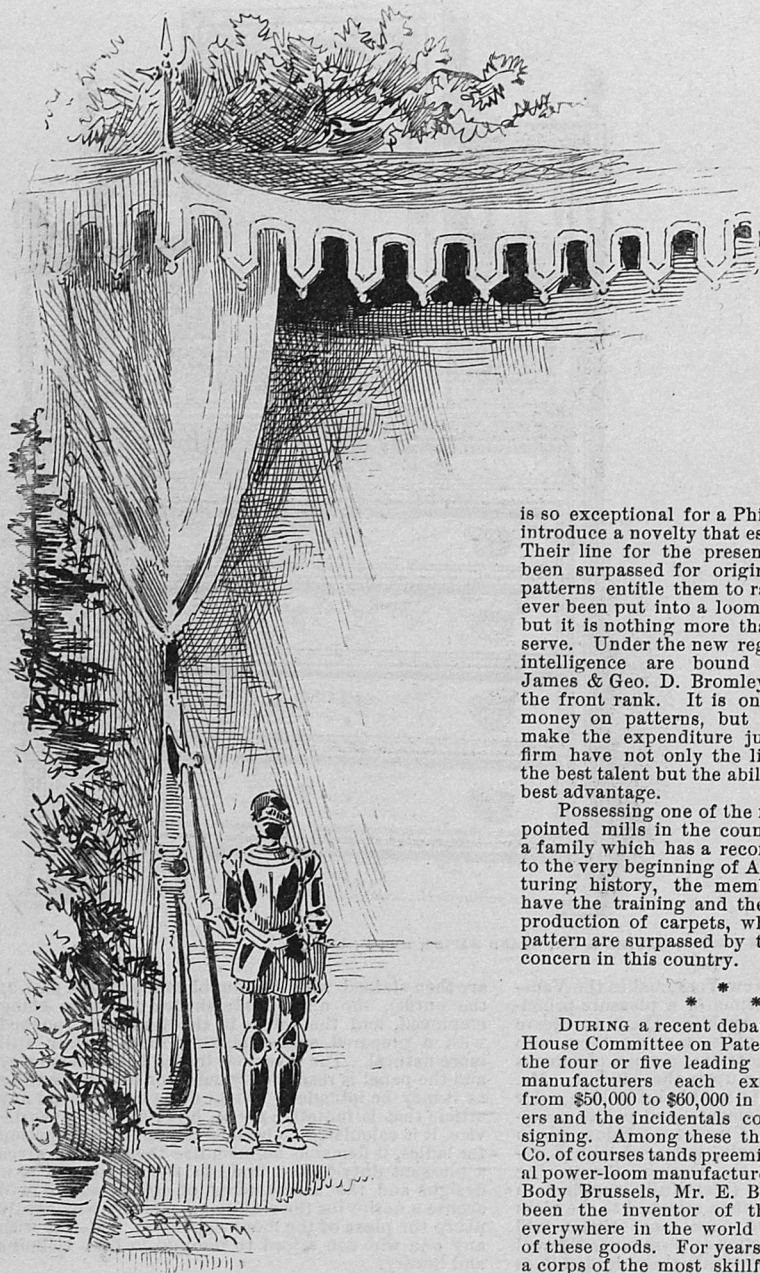 is so exceptional for a Phi
introduce a novelty that es
Their line for the presen
been surpassed for origin
patterns entitle them to r
ever been put into a loom
but it is nothing more tha
serve. Under the new reg
intelligence are bound
James & Geo. D. Bromley
the front rank. It is on
money on patterns, but
make the expenditure ju
firm have not only the li
the best talent but the abil
best advantage.
Possessing one of the
pointed mills in the coun
a family which has a recor
to the very beginning of A
turing history, the mem
have the training and the
production of carpets, wh
pattern are surpassed by t
concern in this country.
*
* *
DURING a recent deba
House Committee on Pate
the four or five leading
manufacturers each ex
from $50,000 to $60,000 in
ers and the incidentals co
signing. Among these th
Co. of courses tands preemi
al power-loom manufacture
Body Brussels, Mr. E. B
been the inventor of th
everywhere in the world
of these goods. For years
a corps of the most skillf